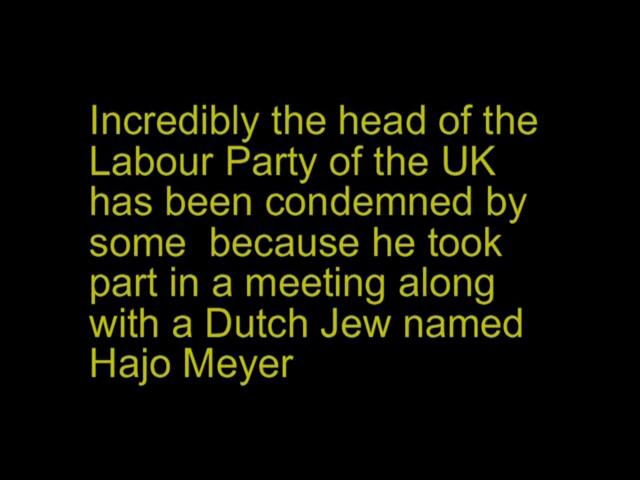 Incredibly the head of the
Labour Party of the UK
has been condemned by
some  because he took
part in a meeting along
with a Dutch Jew named
Hajo Meyer